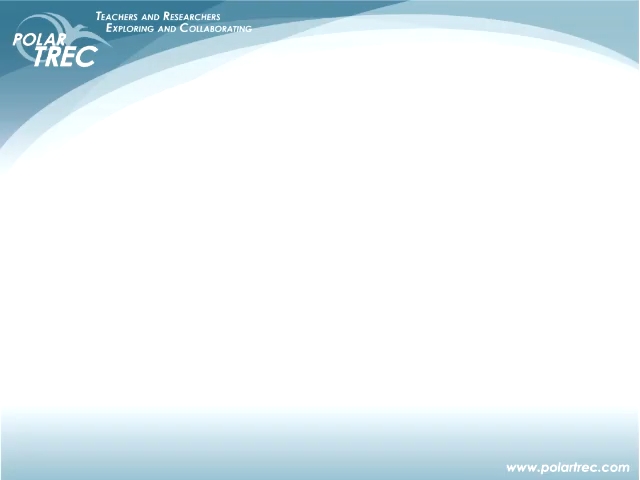 Teachers and Researchers
Exploring and Collaborating
POLAR
TREC
www.polartrec.com